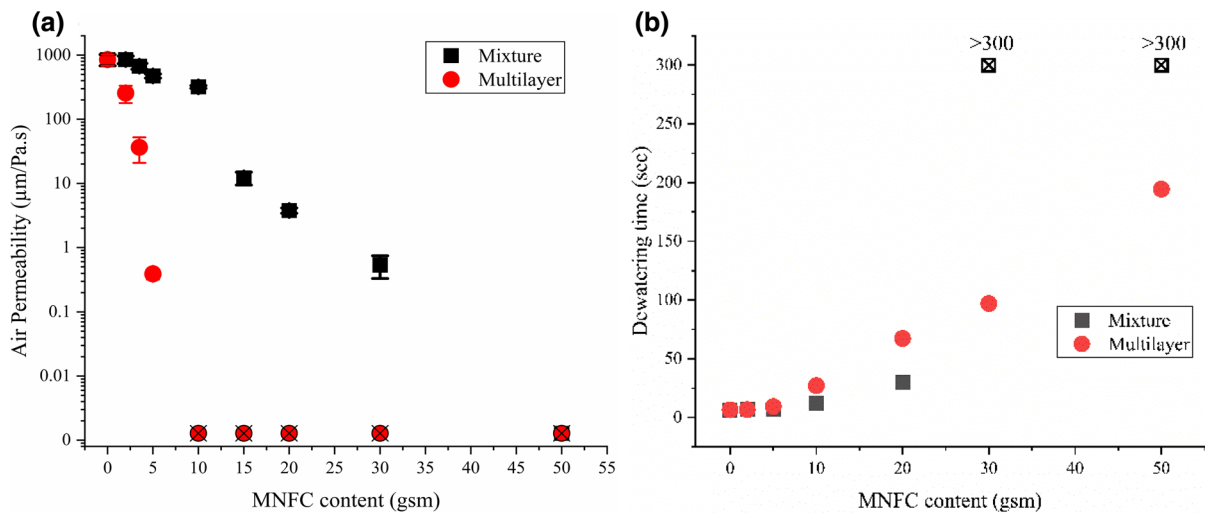 (a)
Air Permeability (μm/Pa.s)
1000
100
10
1
0.1
0.01
0
Mixture
Multilayer
0 5 10 15 20 25 30 35 40 45 50 55
MNFC content (gsm)
(b)
Dewatering time (sec)
300
250
200
150
100
50
0
>300 >300
Mixture
Multilayer
0 10 20 30 40 50
MNFC content (gsm)